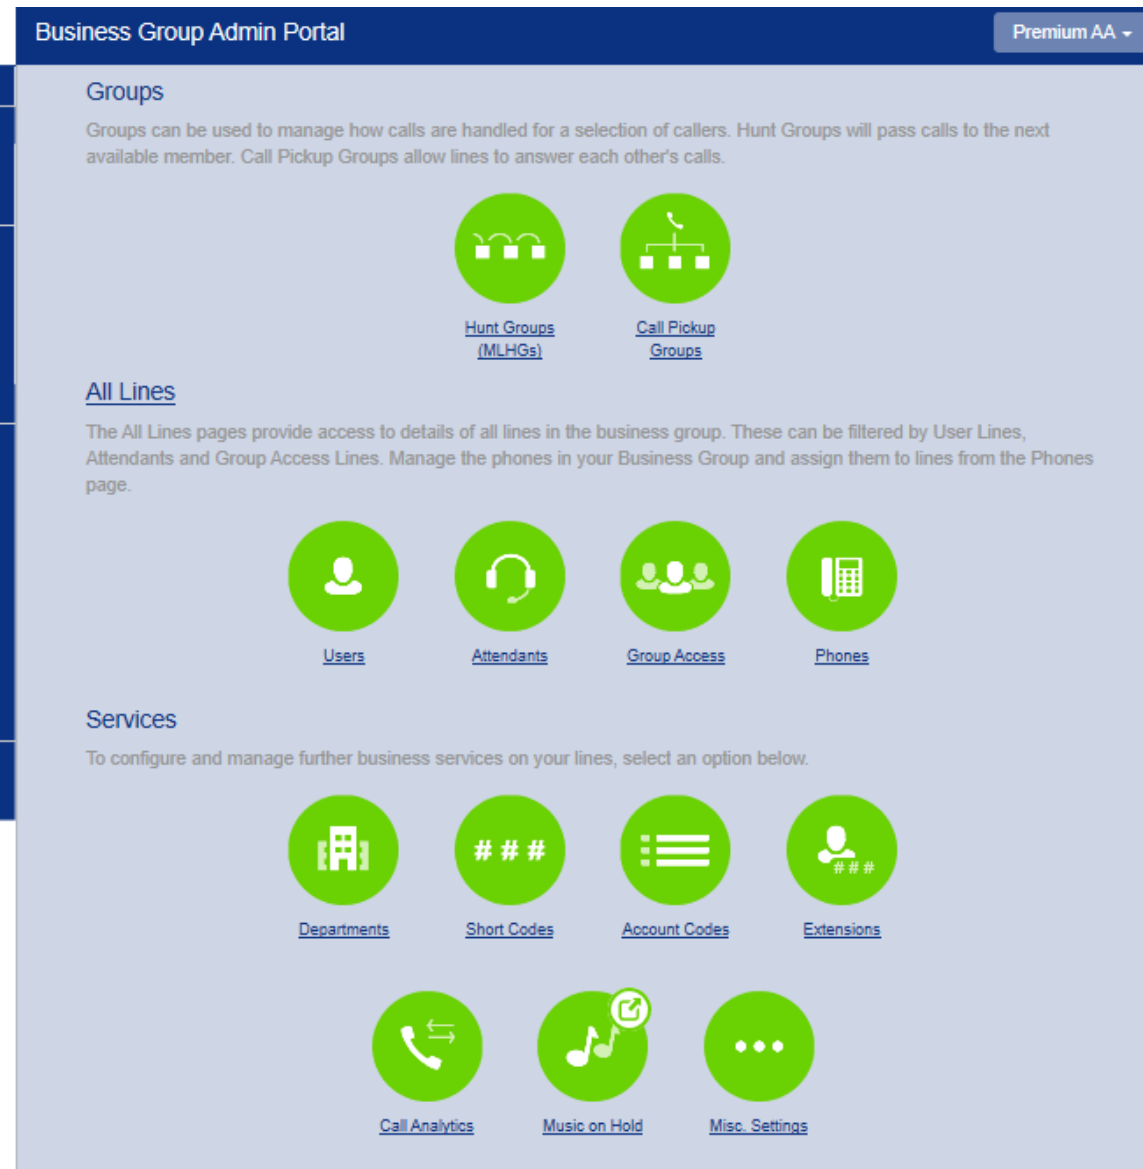 Business Group Admin Portal
Premium AA
Groups
Groups can be used to manage how calls are handled for a selection of callers. Hunt Groups will pass calls to the next
available member. Call Pickup Groups allow lines to answer each other's calls.
Hunt Groups
(MLHGs)
Call Pickup
Groups
All Lines
The All Lines pages provide access to details of all lines in the business group. These can be filtered by User Lines,
Attendants and Group Access Lines. Manage the phones in your Business Group and assign them to lines from the Phones
page.
Users
Attendants
Group Access
Phones
Services
To configure and manage further business services on your lines, select an option below.
# # #
# # #
Departments
Short Codes
Account Codes
Extensions
Call Analytics
Music on Hold
Misc. Settings